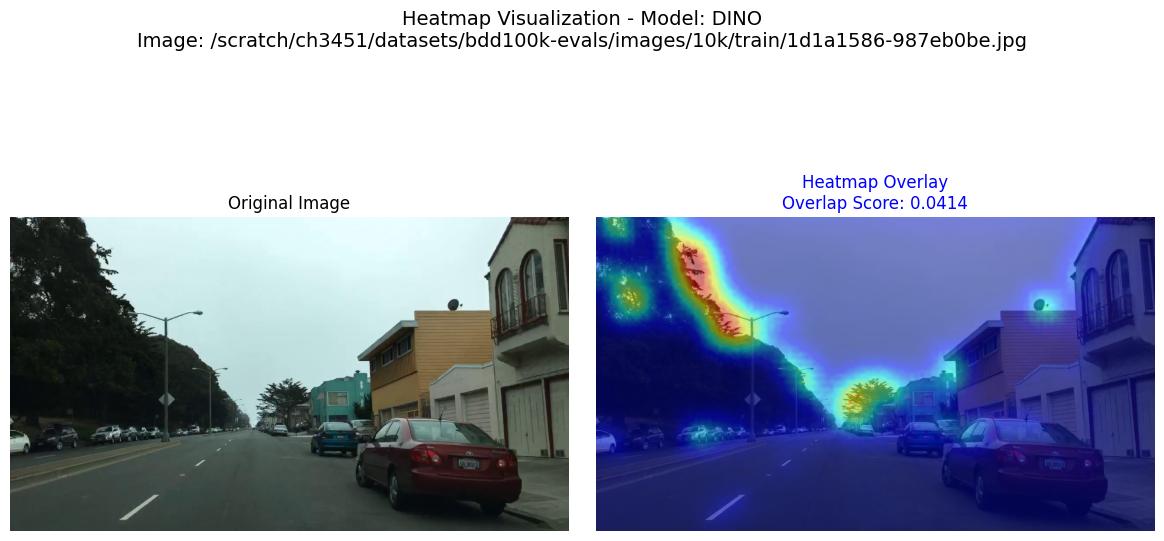 Heatmap Visualization - Model: DINO
Image: /scratch/ch3451/datasets/bdd100k-evals/images/10k/train/1d1a1586-987eb0be.jpg
Original Image
Heatmap Overlay
Overlap Score: 0.0414